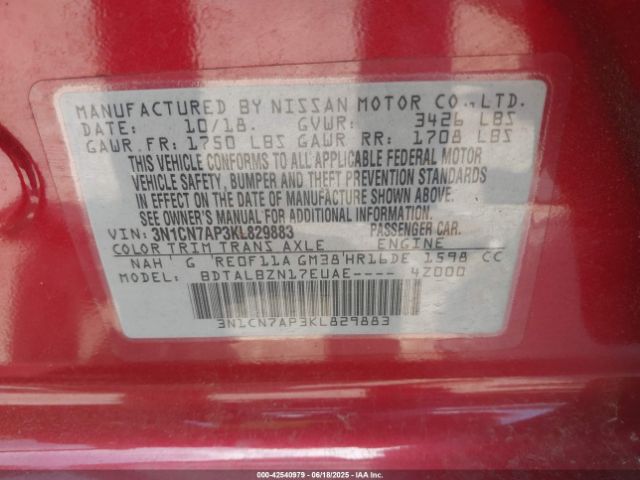 MANUFACTURED BY NISSAN MOTOR CO.,LTD.
DATE: 10/18. GVWR: 3426 LBS
GAWR FR: 1750 LBS GAWR RR: 1708 LBS
THIS VEHICLE CONFORMS TO ALL APPLICABLE FEDERAL MOTOR
VEHICLE SAFETY, BUMPER AND THEFT PREVENTION STANDARDS
IN EFFECT ON THE DATE OF MANUFACTURE SHOWN ABOVE.
SEE OWNER'S MANUAL FOR ADDITIONAL INFORMATION.
VIN: 3N1CN7AP3KL829883 PASSENGER CAR.
COLOR TRIM TRANS AXLE ENGINE
NAH G RE0F11A GM38 HR16DE 1598 CC
MODEL: BDTALBZN17EUAE---- 4Z000
3N1CN7AP3KL829883
000-42540979 - 06/18/2025 - IAAI.com